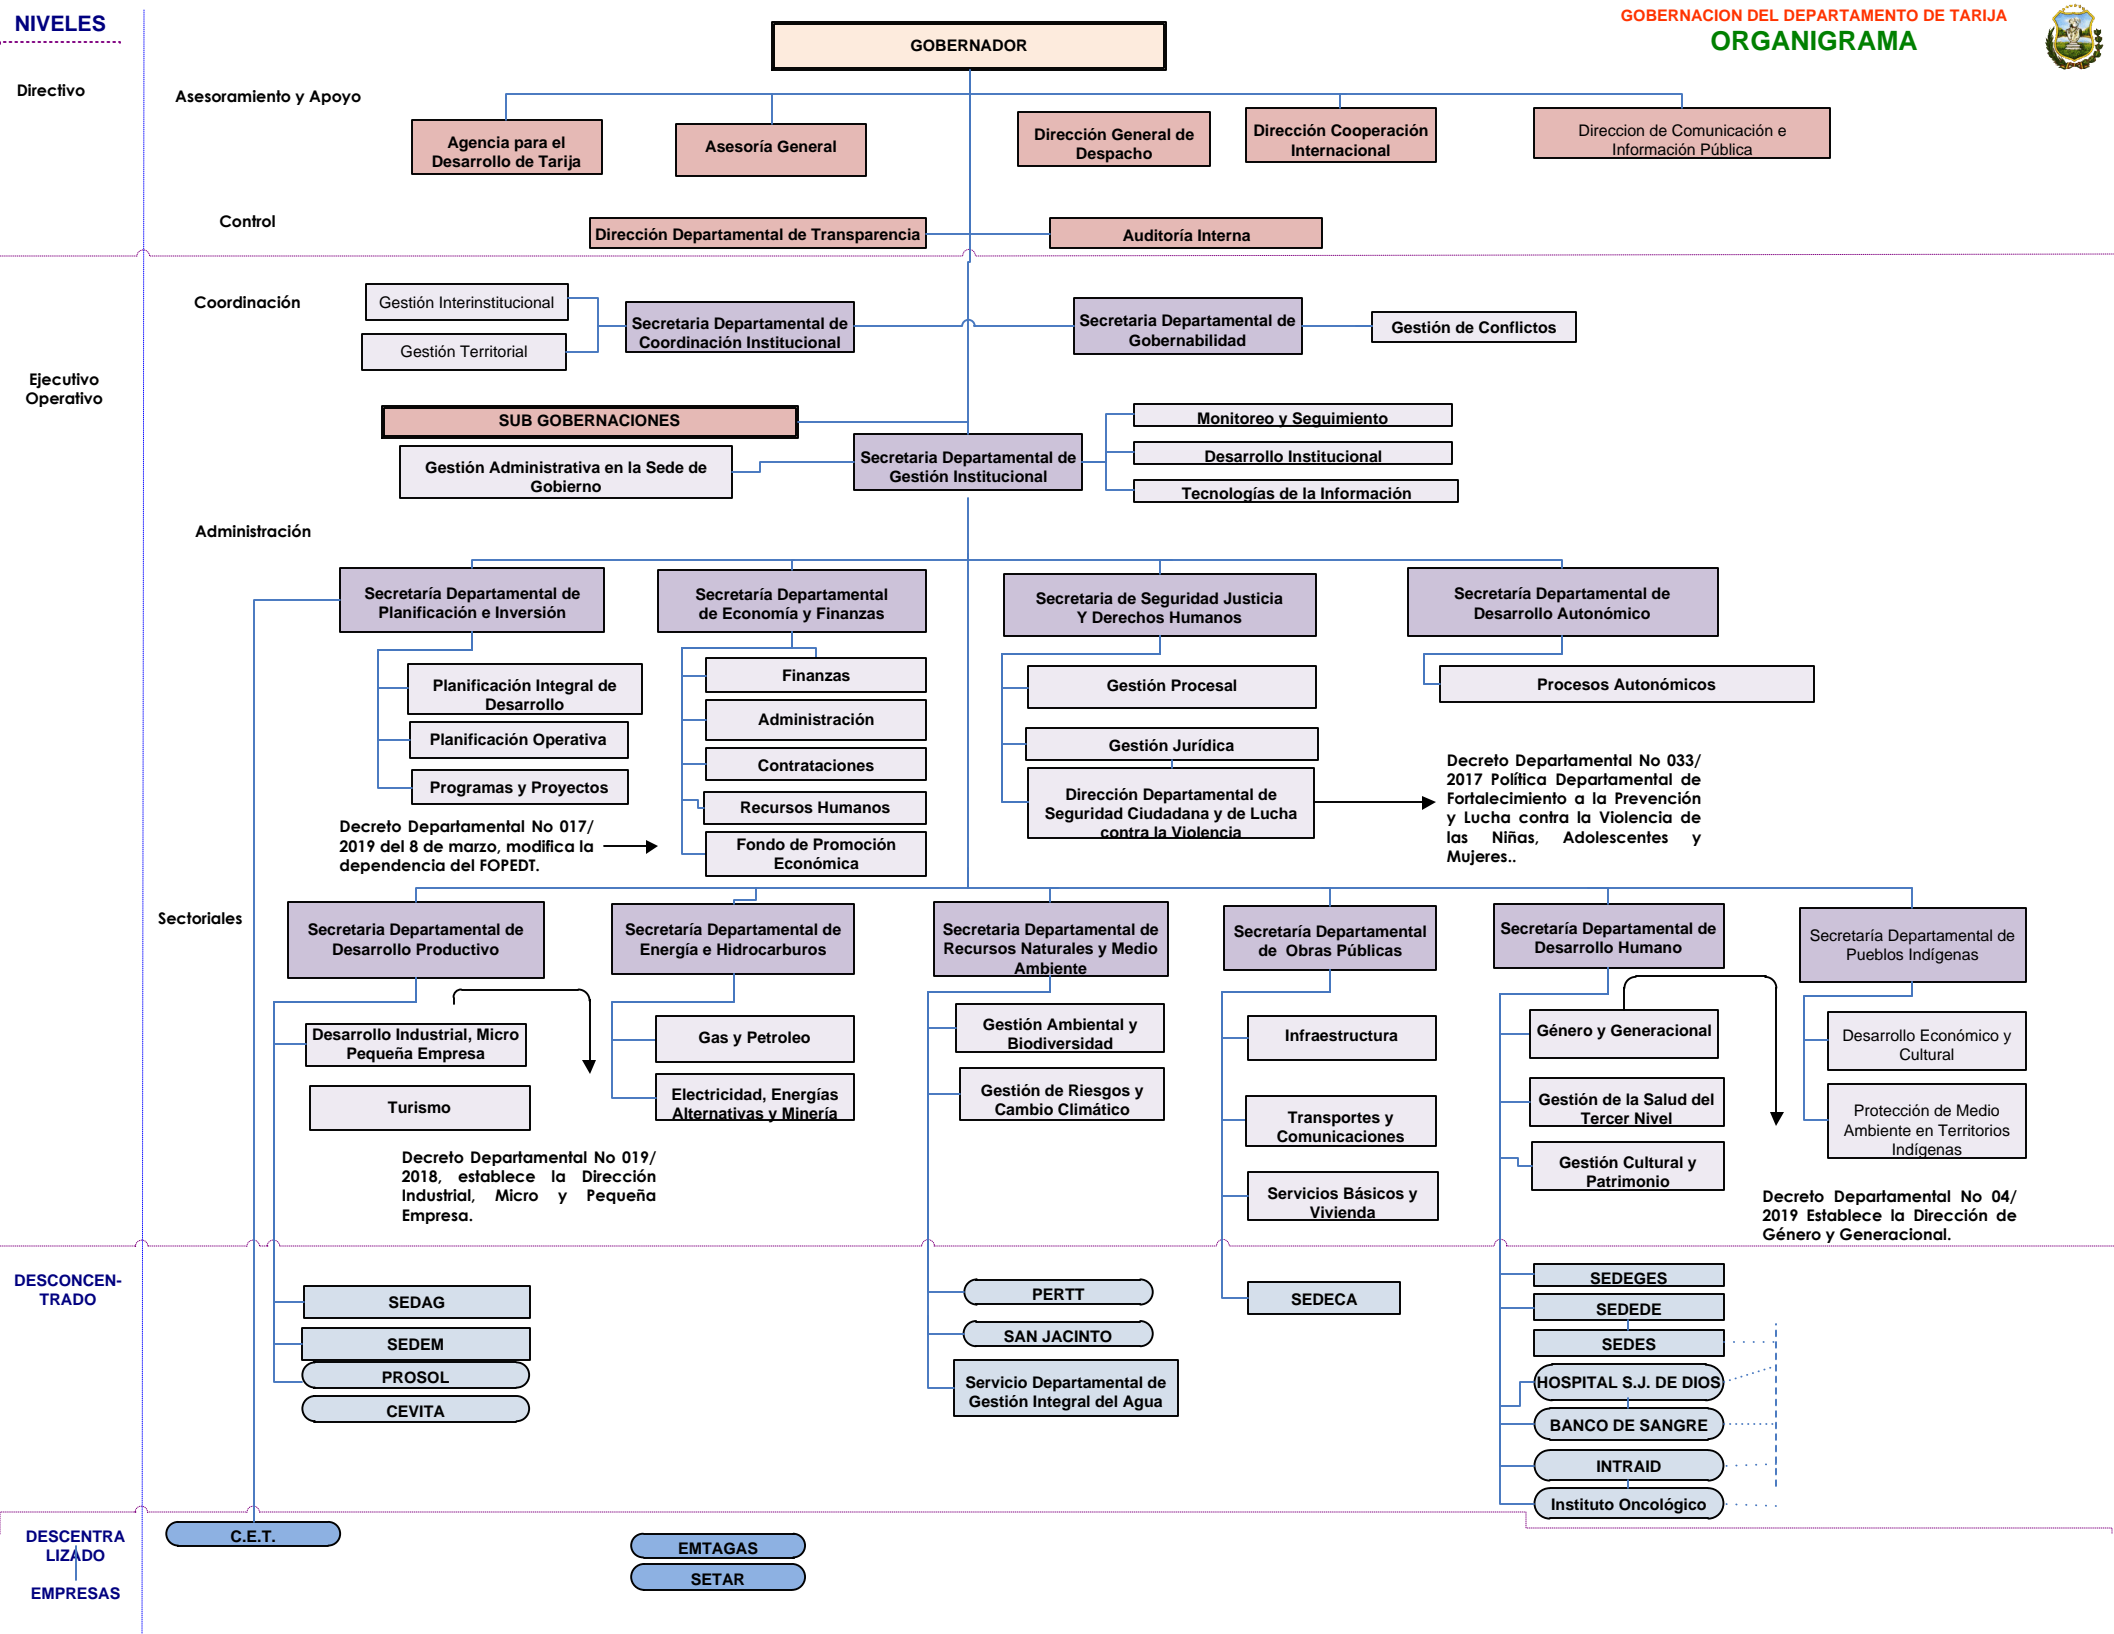 NIVELES
GOBERNACION DEL DEPARTAMENTO DE TARIJA
ORGANIGRAMA
GOBERNADOR
Directivo
Asesoramiento y Apoyo
Agencia para el
Desarrollo de Tarija
Asesoría General
Dirección General de
Despacho
Dirección Cooperación
Internacional
Direccion de Comunicación e
Información Pública
Control
Dirección Departamental de Transparencia
Auditoría Interna
Coordinación
Gestión Interinstitucional
Gestión Territorial
Secretaria Departamental de
Coordinación Institucional
Secretaria Departamental de
Gobernabilidad
Gestión de Conflictos
Ejecutivo
Operativo
SUB GOBERNACIONES
Gestión Administrativa en la Sede de
Gobierno
Secretaria Departamental de
Gestión Institucional
Monitoreo y Seguimiento
Desarrollo Institucional
Tecnologías de la Información
Administración
Secretaría Departamental de
Planificación e Inversión
Secretaría Departamental
de Economía y Finanzas
Secretaria de Seguridad Justicia
Y Derechos Humanos
Secretaría Departamental de
Desarrollo Autonómico
Planificación Integral de
Desarrollo
Planificación Operativa
Programas y Proyectos
Finanzas
Administración
Contrataciones
Recursos Humanos
Fondo de Promoción
Económica
Gestión Procesal
Gestión Jurídica
Dirección Departamental de
Seguridad Ciudadana y de Lucha
contra la Violencia
Procesos Autonómicos
Decreto Departamental No 033/
2017 Política Departamental de
Fortalecimiento a la Prevención
y Lucha contra la Violencia de
las Niñas, Adolescentes y
Mujeres..
Decreto Departamental No 017/
2019 del 8 de marzo, modifica la
dependencia del FOPEDT.
Sectoriales
Secretaria Departamental de
Desarrollo Productivo
Secretaría Departamental de
Energía e Hidrocarburos
Secretaria Departamental de
Recursos Naturales y Medio
Ambiente
Secretaría Departamental
de Obras Públicas
Secretaría Departamental de
Desarrollo Humano
Secretaría Departamental de
Pueblos Indígenas
Desarrollo Industrial, Micro
Pequeña Empresa
Turismo
Decreto Departamental No 019/
2018, establece la Dirección
Industrial, Micro y Pequeña
Empresa.
Gas y Petroleo
Electricidad, Energías
Alternativas y Minería
Gestión Ambiental y
Biodiversidad
Gestión de Riesgos y
Cambio Climático
Infraestructura
Transportes y
Comunicaciones
Servicios Básicos y
Vivienda
Género y Generacional
Gestión de la Salud del
Tercer Nivel
Gestión Cultural y
Patrimonio
Desarrollo Económico y
Cultural
Protección de Medio
Ambiente en Territorios
Indígenas
Decreto Departamental No 04/
2019 Establece la Dirección de
Género y Generacional.
DESCONCEN-
TRADO
SEDAG
SEDEM
PROSOL
CEVITA
PERTT
SAN JACINTO
Servicio Departamental de
Gestión Integral del Agua
SEDECA
SEDEGES
SEDEDE
SEDES
HOSPITAL S.J. DE DIOS
BANCO DE SANGRE
INTRAID
Instituto Oncológico
DESCENTRA
LIZADO
EMPRESAS
C.E.T.
EMTAGAS
SETAR